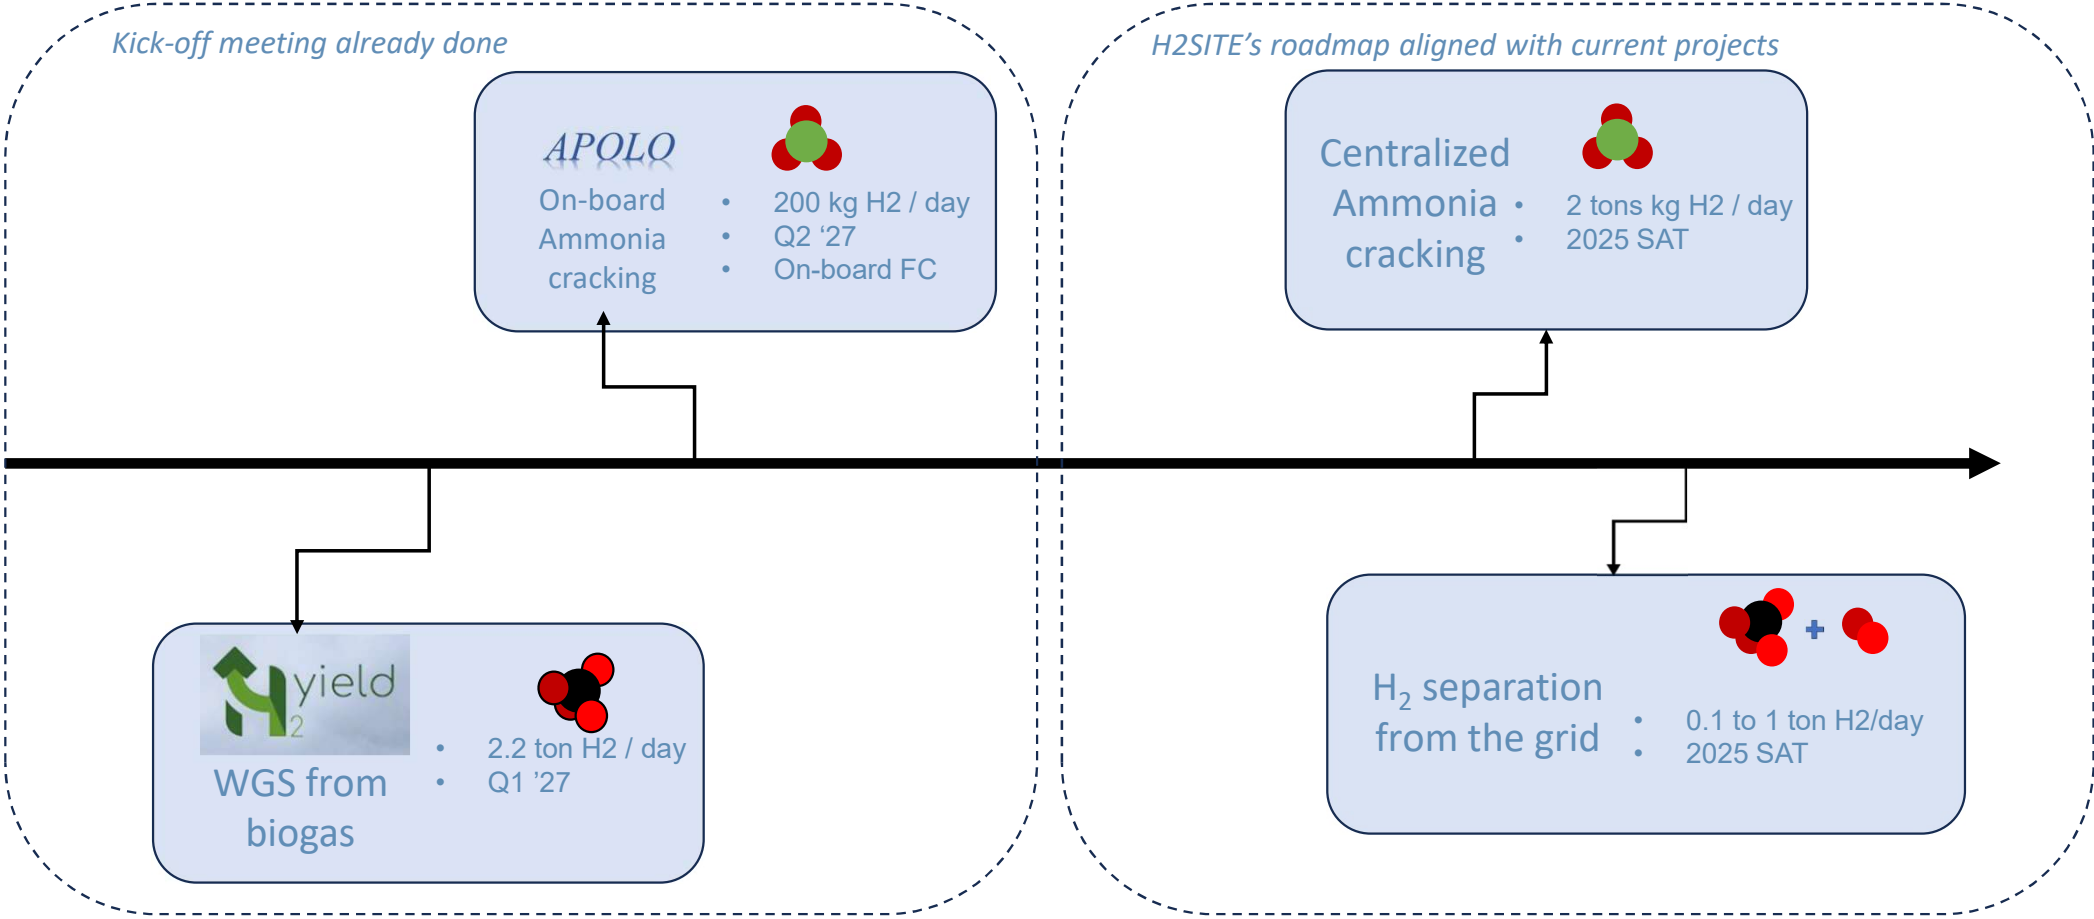 Kick-off meeting already done
APOLO
On-board
Ammonia
cracking
• 200 kg H2 / day
• Q2 ‘27
• On-board FC
H2 yield
WGS from
biogas
• 2.2 ton H2 / day
• Q1 ’27
H2SITE’s roadmap aligned with current projects
Centralized
Ammonia
cracking
• 2 tons kg H2 / day
• 2025 SAT
H₂ separation
from the grid
• 0.1 to 1 ton H2/day
• 2025 SAT